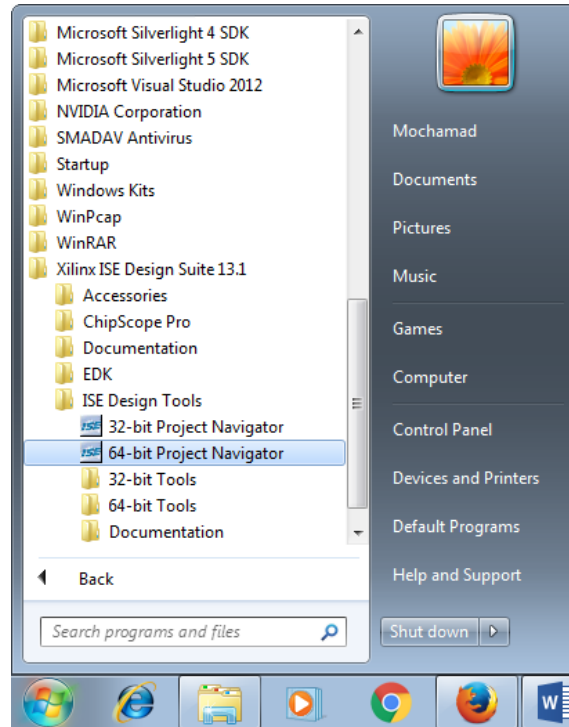 Microsoft Silverlight 4 SDK
Microsoft Silverlight 5 SDK
Microsoft Visual Studio 2012
NVIDIA Corporation
SMADAV Antivirus
Startup
Windows Kits
WinPcap
WinRAR
Xilinx ISE Design Suite 13.1
Accessories
ChipScope Pro
Documentation
EDK
ISE Design Tools
ISE 32-bit Project Navigator
ISE 64-bit Project Navigator
32-bit Tools
64-bit Tools
Documentation
Back
Search programs and files
Mochamad
Documents
Pictures
Music
Games
Computer
Control Panel
Devices and Printers
Default Programs
Help and Support
Shut down
W